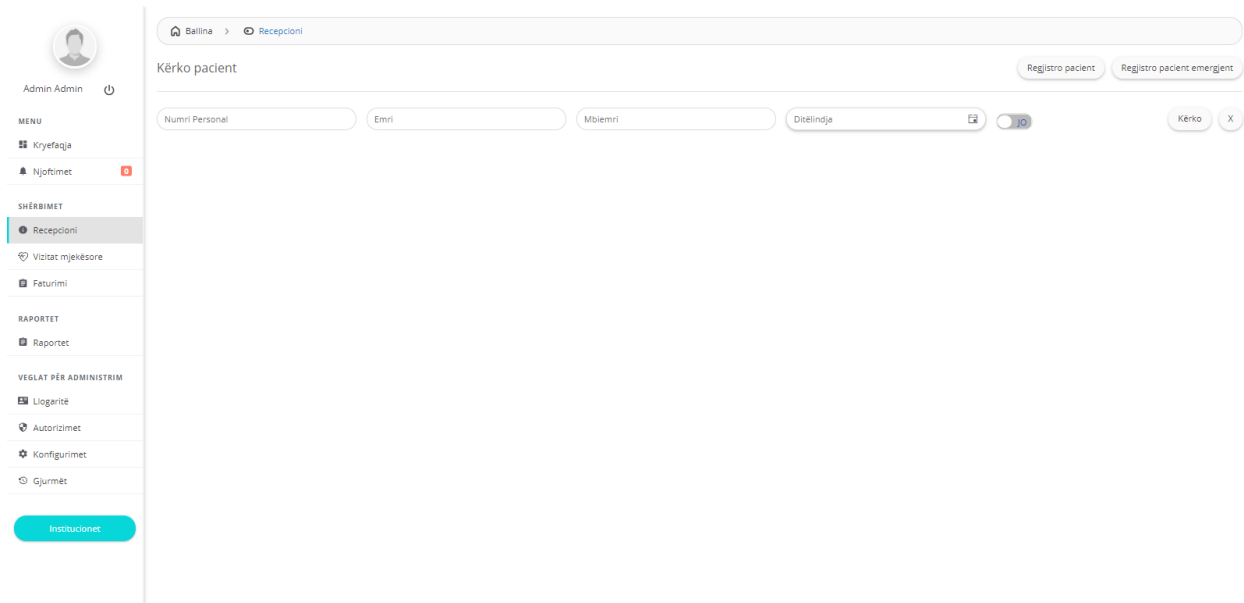 Ballina > Recepcioni
Kërko pacient
Regjistro pacient
Regjistro pacient emergjent
Admin Admin
MENU
Kryefaqja
Njoftimet 0
SHËRBIMET
Recepcioni
Vizitat mjekësore
Faturimi
RAPORTET
Raportet
VEGLAT PËR ADMINISTRIM
Llogaritë
Autorizimet
Konfigurimet
Gjurmët
Institucionet
Numri Personal
Emri
Mbiemri
Ditëlindja
JO
Kërko
X